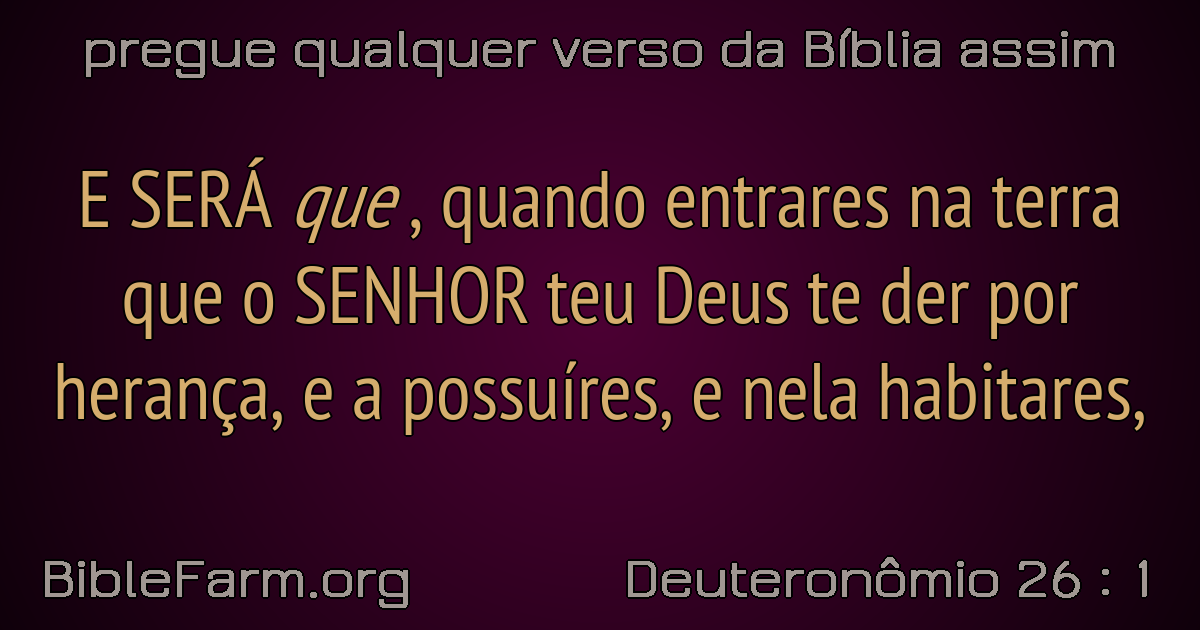 pregue qualquer verso da Bíblia assim
E SERÁ que , quando entrares na terra
que o SENHOR teu Deus te der por
herança, e a possuíres, e nela habitares,
BibleFarm.org
Deuteronômio 26 : 1